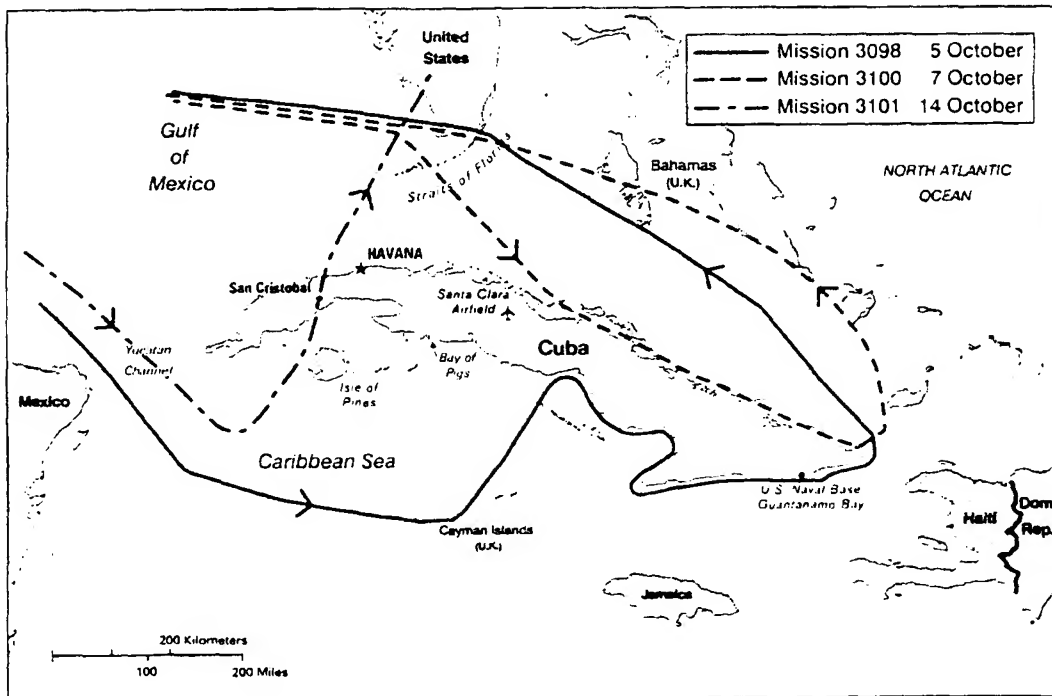 United
States
Mission 3098 5 October
Mission 3100 7 October
Mission 3101 14 October
Gulf
of
Mexico
Straits of Florida
Bahamas
(U.K.)
NORTH ATLANTIC
OCEAN
HAVANA
San Cristobal
Santa Clara
Airfield
Yucatan
Channel
Bay of
Pigs
Cuba
Isle of
Pines
Mexico
Caribbean Sea
U.S. Naval Base
Guantanamo Bay
Cayman Islands
(U.K.)
Haiti
Dom
Rep.
Jamaica
200 Kilometers
100 200 Miles